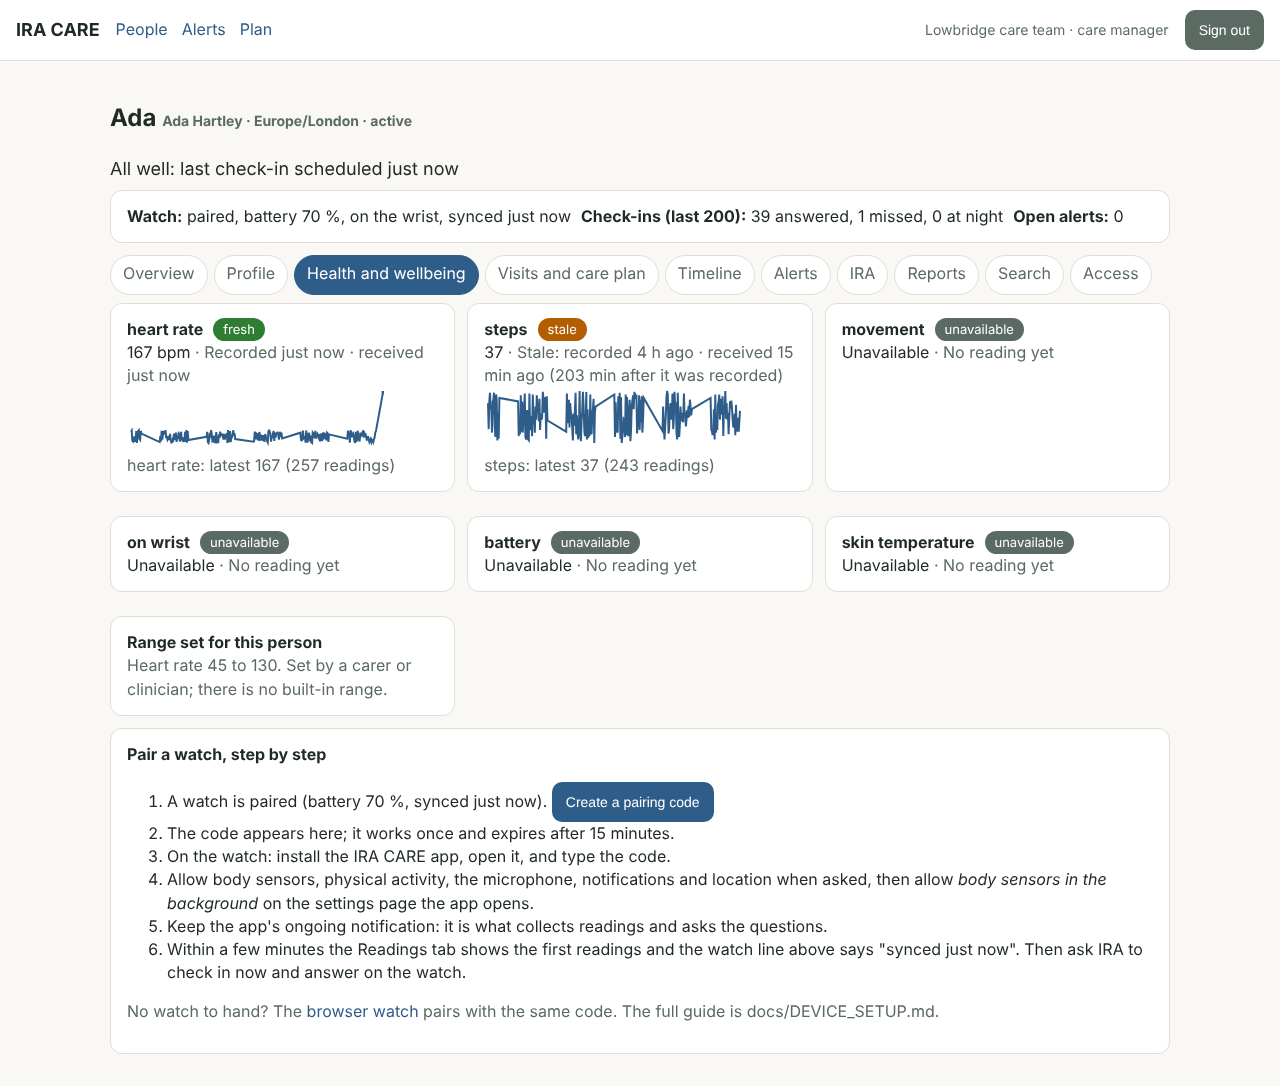 IRA CARE People Alerts Plan
Lowbridge care team · care manager Sign out
Ada Ada Hartley · Europe/London · active
All well: last check-in scheduled just now
Watch: paired, battery 70 %, on the wrist, synced just now Check-ins (last 200): 39 answered, 1 missed, 0 at night Open alerts: 0
Overview Profile Health and wellbeing Visits and care plan Timeline Alerts IRA Reports Search Access
heart rate fresh
167 bpm · Recorded just now · received
just now
heart rate: latest 167 (257 readings)
steps stale
37 · Stale: recorded 4 h ago · received 15
min ago (203 min after it was recorded)
steps: latest 37 (243 readings)
movement unavailable
Unavailable · No reading yet
on wrist unavailable
Unavailable · No reading yet
battery unavailable
Unavailable · No reading yet
skin temperature unavailable
Unavailable · No reading yet
Range set for this person
Heart rate 45 to 130. Set by a carer or
clinician; there is no built-in range.
Pair a watch, step by step
1. A watch is paired (battery 70 %, synced just now). Create a pairing code
2. The code appears here; it works once and expires after 15 minutes.
3. On the watch: install the IRA CARE app, open it, and type the code.
4. Allow body sensors, physical activity, the microphone, notifications and location when asked, then allow body sensors in the
background on the settings page the app opens.
5. Keep the app's ongoing notification: it is what collects readings and asks the questions.
6. Within a few minutes the Readings tab shows the first readings and the watch line above says "synced just now". Then ask IRA to
check in now and answer on the watch.
No watch to hand? The browser watch pairs with the same code. The full guide is docs/DEVICE_SETUP.md.